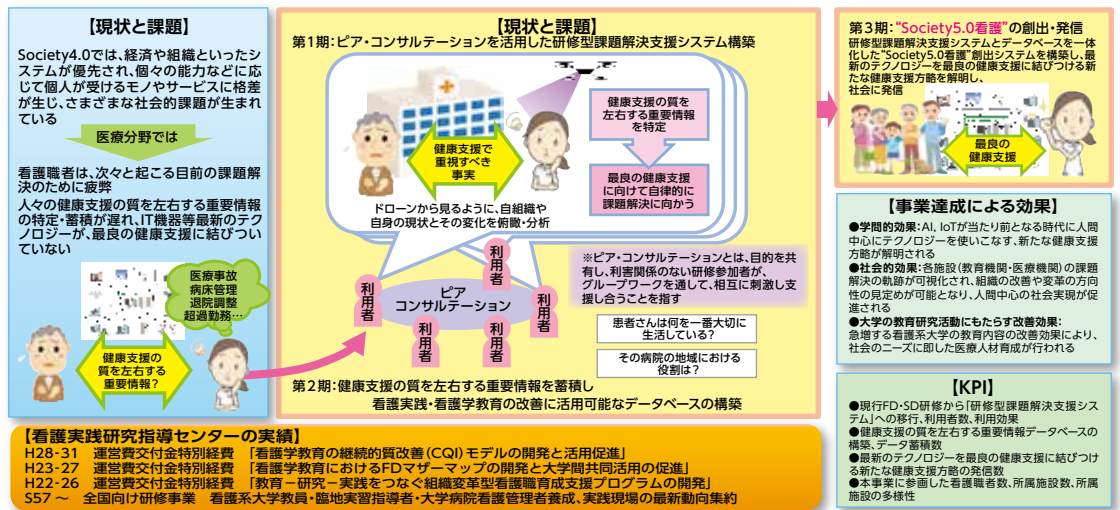 【現状と課題】
Society4.0では、経済や組織といったシ
ステムが優先され、個々の能力などに応
じて個人が受けるモノやサービスに格差
が生じ、さまざまな社会的課題が生まれ
ている
医療分野では
看護職者は、次々と起こる目前の課題解
決のために疲弊
人々の健康支援の質を左右する重要情報
の特定・蓄積が遅れ、IT機器等最新のテク
ノロジーが、最良の健康支援に結びつい
ていない
医療事故
病床管理
退院調整
超過勤務…
健康支援の
質を左右する
重要情報?
【現状と課題】
第1期:ピア・コンサルテーションを活用した研修型課題解決支援システム構築
健康支援で
重視すべき
事実
健康支援の質を
左右する重要情報
を特定
最良の健康支援
に向けて自律的に
課題解決に向かう
ドローンから見るように、自組織や
自身の現状とその変化を俯瞰・分析
利用者
利用者
利用者
利用者
利用者
ピア
コンサルテーション
※ピア・コンサルテーションとは、目的を共
有し、利害関係のない研修参加者が、
グループワークを通して、相互に刺激し支
援し合うことを指す
患者さんは何を一番大切に
生活している?
その病院の地域における
役割は?
第2期:健康支援の質を左右する重要情報を蓄積し
看護実践・看護学教育の改善に活用可能なデータベースの構築
第3期:“Society5.0看護”の創出・発信
研修型課題解決支援システムとデータベースを一体
化した“Society5.0看護”創出システムを構築し、最
新のテクノロジーを最良の健康支援に結びつける新
たな健康支援方略を解明し、
社会に発信
最良の
健康支援
【事業達成による効果】
●学問的効果:AI, IoTが当たり前となる時代に人間
中心にテクノロジーを使いこなす、新たな健康支援
方略が解明される
●社会的効果:各施設(教育機関・医療機関)の課題
解決の軌跡が可視化され、組織の改善や変革の方向
性の見定めが可能となり、人間中心の社会実現が促
進される
●大学の教育研究活動にもたらす改善効果:
急増する看護系大学の教育内容の改善効果により、
社会のニーズに即した医療人材育成が行われる
【KPI】
●現行FD・SD研修から「研修型課題解決支援シス
テム」への移行、利用者数、利用効果
●健康支援の質を左右する重要情報データベースの
構築、データ蓄積数
●最新のテクノロジーを最良の健康支援に結びつけ
る新たな健康支援方略の発信数
●本事業に参画した看護職者数、所属施設数、所属
施設の多様性
【看護実践研究指導センターの実績】
H28-31 運営費交付金特別経費 「看護学教育の継続的質改善(CQI)モデルの開発と活用促進」
H23-27 運営費交付金特別経費 「看護学教育におけるFDマザーマップの開発と大学間共同活用の促進」
H22-26 運営費交付金特別経費 「教育-研究-実践をつなぐ組織変革型看護職育成支援プログラムの開発」
S57～ 全国向け研修事業 看護系大学教員・臨地実習指導者・大学病院看護管理者養成、実践現場の最新動向集約